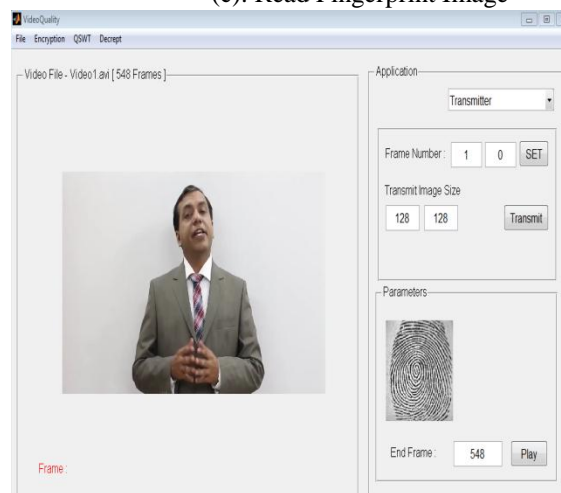 (c). Read Fingerprint Image
VideoQuality
File Encryption QSWT Decrept
Video File - Video1.avi [ 548 Frames ]
Application
Transmitter
Frame Number : 1 0 SET
Transmit Image Size
128 128 Transmit
Parameters
End Frame : 548 Play
Frame :